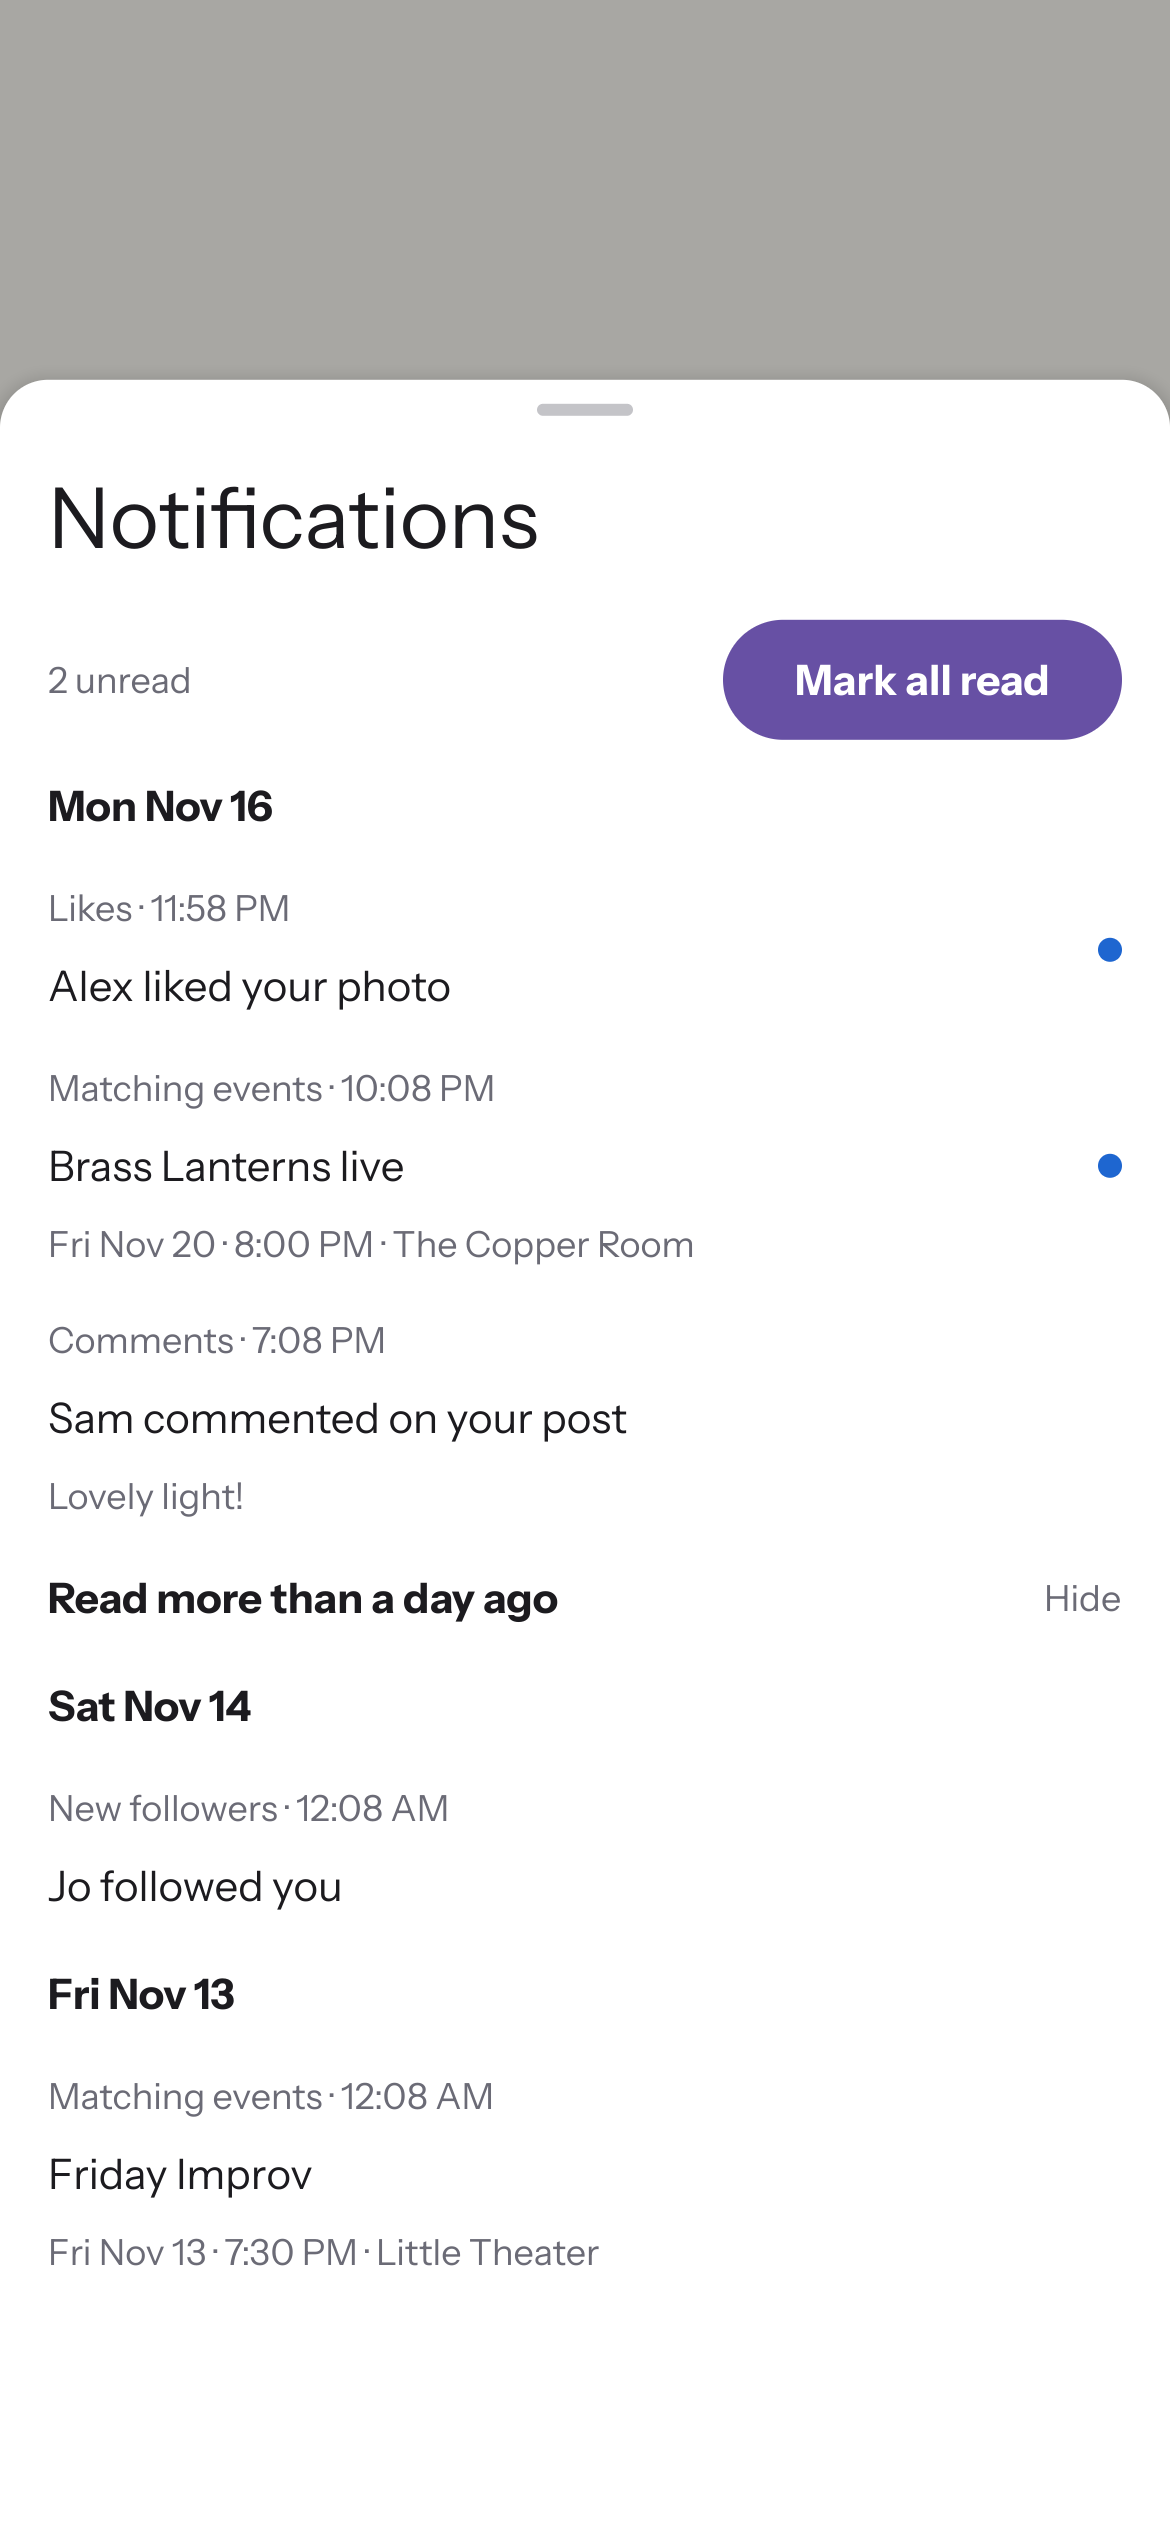 Notifications
2 unread
Mark all read
Mon Nov 16
Likes · 11:58 PM
Alex liked your photo
Matching events · 10:08 PM
Brass Lanterns live
Fri Nov 20 · 8:00 PM · The Copper Room
Comments · 7:08 PM
Sam commented on your post
Lovely light!
Read more than a day ago
Hide
Sat Nov 14
New followers · 12:08 AM
Jo followed you
Fri Nov 13
Matching events · 12:08 AM
Friday Improv
Fri Nov 13 · 7:30 PM · Little Theater